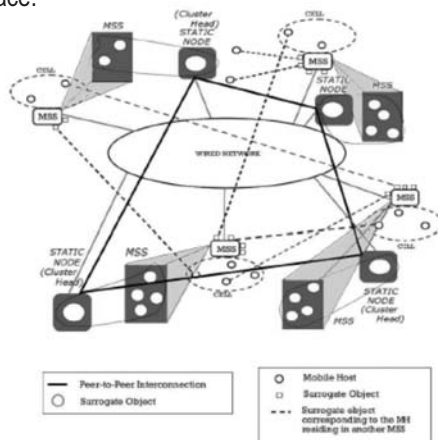 ace.
(Cluster
Head)
STATIC
NODE
MSS
CELL
MSS
CELL
MSS
STATIC
NODE
MSS
WIRED NETWORK
MSS
CELL
STATIC
NODE
(Cluster
Head)
MSS
MSS
CELL
MSS
STATIC
NODE
(Cluster
Head)
Peer-to-Peer Interconnection
Surrogate Object
Mobile Host
Surrogate Object
Surrogate object
corresponding to the MH
residing in another MSS